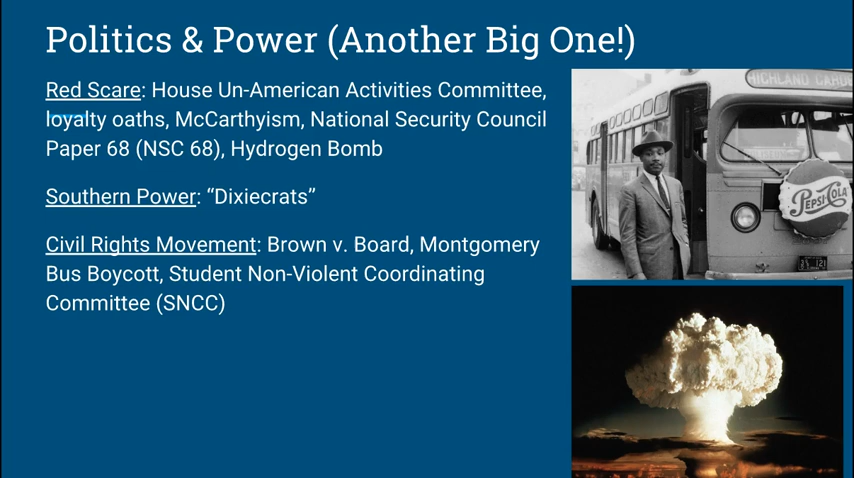 Politics & Power (Another Big One!)
Red Scare: House Un-American Activities Committee,
loyalty oaths, McCarthyism, National Security Council
Paper 68 (NSC 68), Hydrogen Bomb
Southern Power: “Dixiecrats”
Civil Rights Movement: Brown v. Board, Montgomery
Bus Boycott, Student Non-Violent Coordinating
Committee (SNCC)
HIGHLAND
PEPSI-COLA